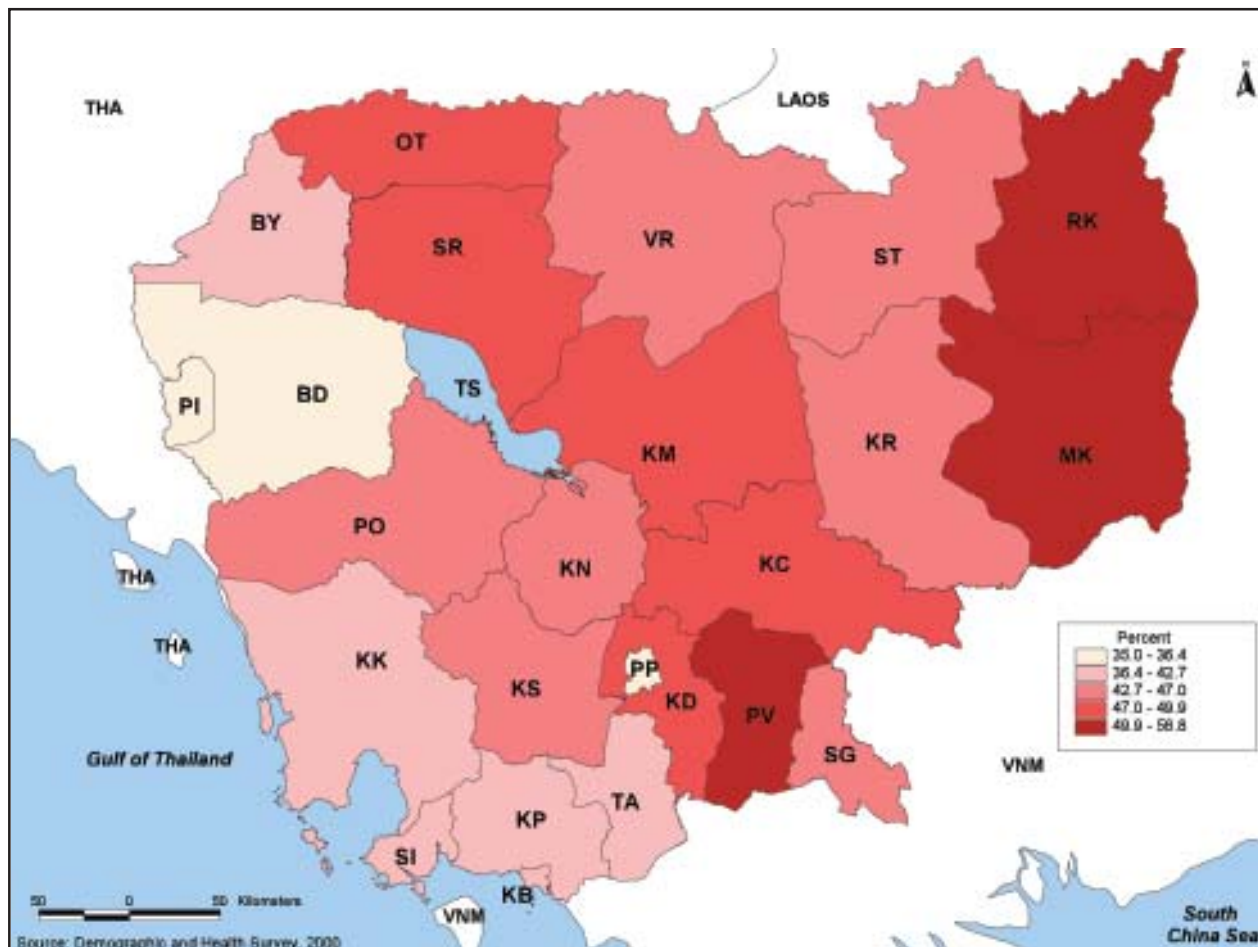 THA
LAOS
OT
BY
SR
VR
ST
RK
PI
BD
TS
KM
KR
MK
PO
KN
KC
THA
THA
KK
KS
PP
KD
PV
SG
TA
KP
SI
KB
Gulf of Thailand
VNM
VNM
Percent
35.0 - 36.4
36.4 - 42.7
42.7 - 47.0
47.0 - 49.9
49.9 - 56.8
50 0 50 Kilometers
South
China Sea
Source: Demographic and Health Survey, 2000